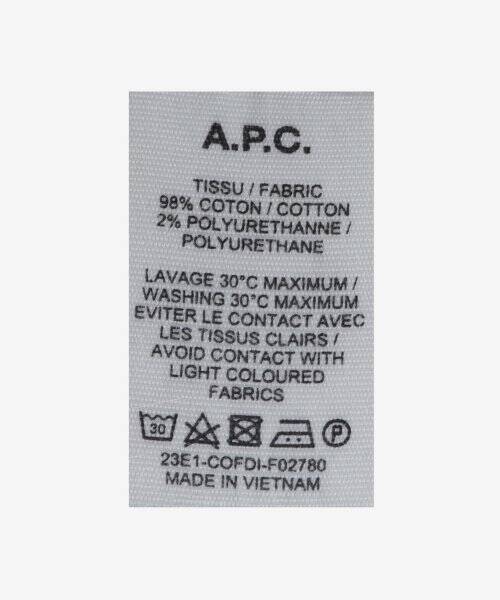 A.P.C.
TISSU / FABRIC
98% COTON / COTTON
2% POLYURETHANNE /
POLYURETHANE
LAVAGE 30°C MAXIMUM /
WASHING 30°C MAXIMUM
EVITER LE CONTACT AVEC
LES TISSUS CLAIRS /
AVOID CONTACT WITH
LIGHT COLOURED
FABRICS
30 P
23E1-COFDI-F02780
MADE IN VIETNAM